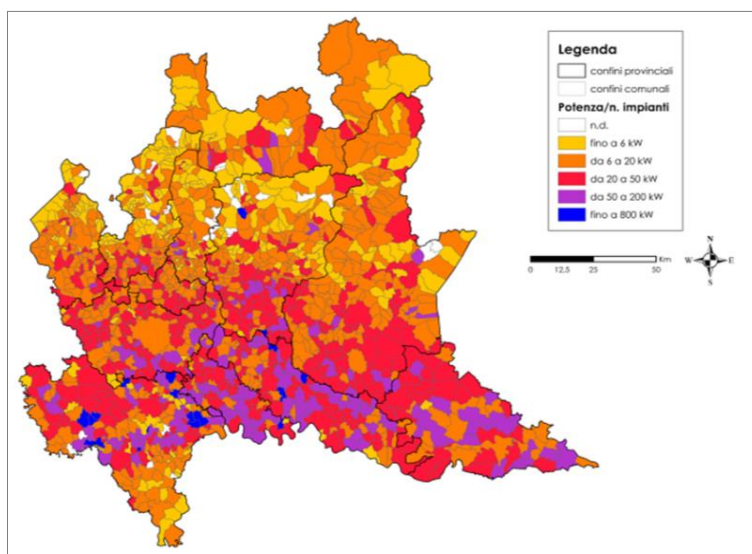 Legenda
confini provinciali
confini comunali
Potenza/n. impianti
n.d.
fino a 6 kW
da 6 a 20 kW
da 20 a 50 kW
da 50 a 200 kW
fino a 800 kW
Km
0 12,5 25 50
N
W E
S